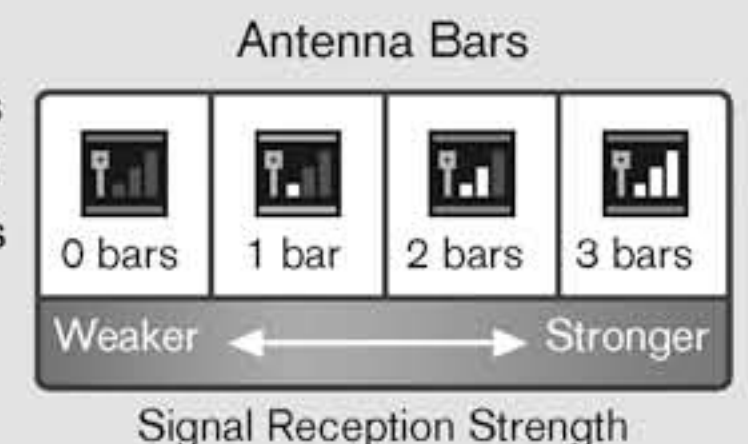 Antenna Bars
0 bars 1 bar 2 bars 3 bars
Weaker Stronger
Signal Reception Strength